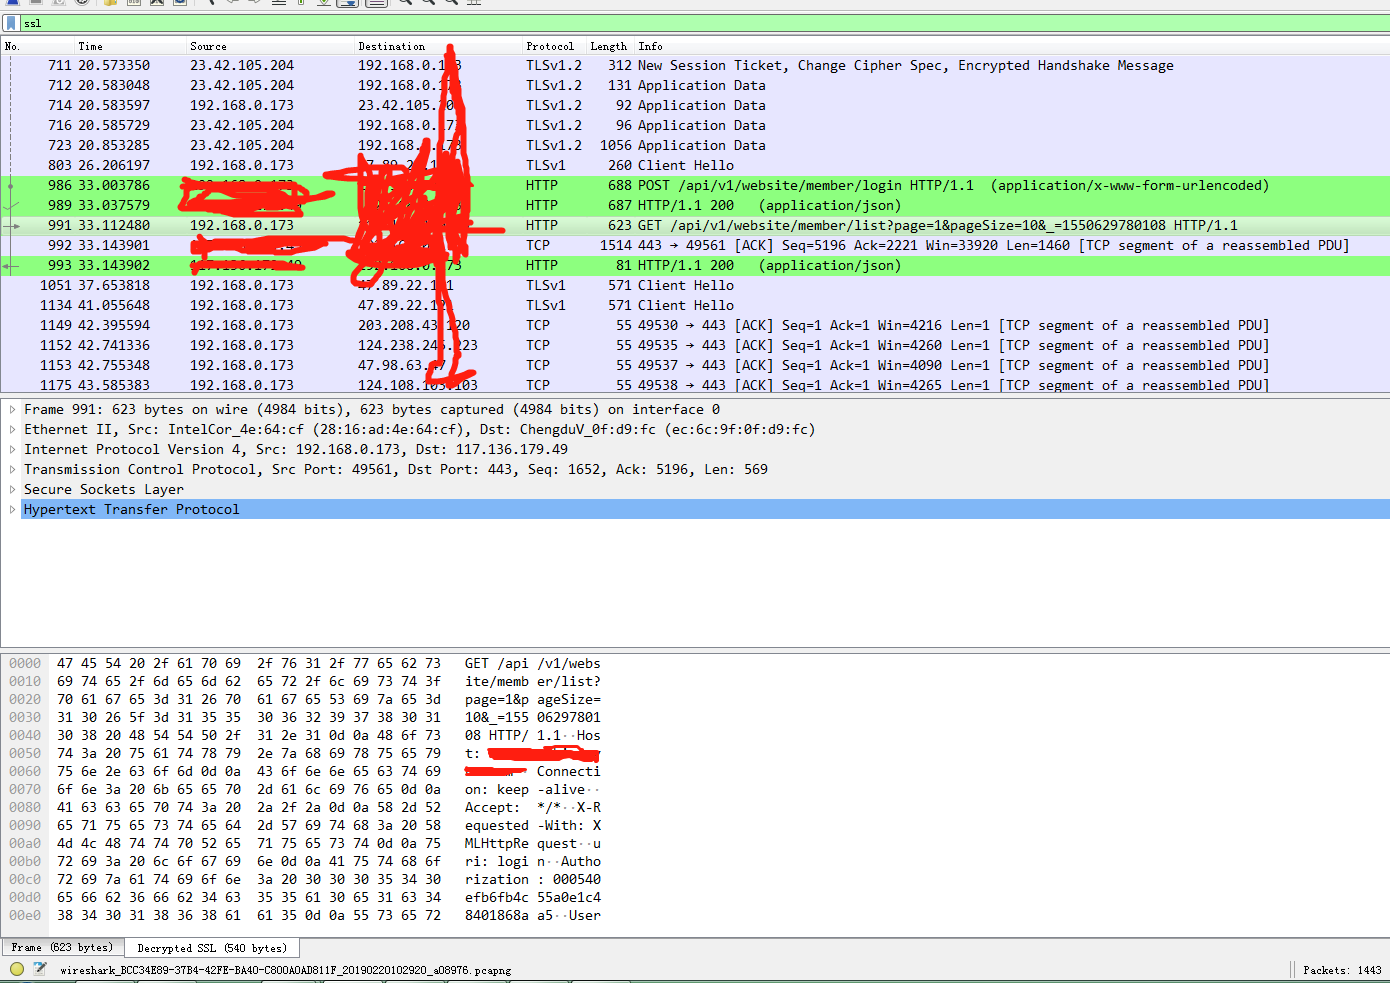 ssl
No. Time Source Destination Protocol Length Info
711 20.573350 23.42.105.204 192.168.0.1 3 TLSv1.2 312 New Session Ticket, Change Cipher Spec, Encrypted Handshake Message
712 20.583048 23.42.105.204 192.168.0.17 TLSv1.2 131 Application Data
714 20.583597 192.168.0.173 23.42.105. 0 TLSv1.2 92 Application Data
716 20.585729 23.42.105.204 192.168.0.17 TLSv1.2 96 Application Data
723 20.853285 23.42.105.204 192.168.0.173 TLSv1.2 1056 Application Data
803 26.206197 192.168.0.173 TLSv1 260 Client Hello
986 33.003786 HTTP 688 POST /api/v1/website/member/login HTTP/1.1 (application/x-www-form-urlencoded)
989 33.037579 HTTP 687 HTTP/1.1 200 (application/json)
991 33.112480 192.168.0.173 HTTP 623 GET /api/v1/website/member/list?page=1&pageSize=10&_=1550629780108 HTTP/1.1
992 33.143901 TCP 1514 443 → 49561 [ACK] Seq=5196 Ack=2221 Win=33920 Len=1460 [TCP segment of a reassembled PDU]
993 33.143902 HTTP 81 HTTP/1.1 200 (application/json)
1051 37.653818 192.168.0.173 47.89.22.1 1 TLSv1 571 Client Hello
1134 41.055648 192.168.0.173 47.89.22.12 TLSv1 571 Client Hello
1149 42.395594 192.168.0.173 203.208.43.120 TCP 55 49530 → 443 [ACK] Seq=1 Ack=1 Win=4216 Len=1 [TCP segment of a reassembled PDU]
1152 42.741336 192.168.0.173 124.238.245.223 TCP 55 49535 → 443 [ACK] Seq=1 Ack=1 Win=4260 Len=1 [TCP segment of a reassembled PDU]
1153 42.755348 192.168.0.173 47.98.63. 7 TCP 55 49537 → 443 [ACK] Seq=1 Ack=1 Win=4090 Len=1 [TCP segment of a reassembled PDU]
1175 43.585383 192.168.0.173 124.108.103.103 TCP 55 49538 → 443 [ACK] Seq=1 Ack=1 Win=4265 Len=1 [TCP segment of a reassembled PDU]
Frame 991: 623 bytes on wire (4984 bits), 623 bytes captured (4984 bits) on interface 0
Ethernet II, Src: IntelCor_4e:64:cf (28:16:ad:4e:64:cf), Dst: ChengduV_0f:d9:fc (ec:6c:9f:0f:d9:fc)
Internet Protocol Version 4, Src: 192.168.0.173, Dst: 117.136.179.49
Transmission Control Protocol, Src Port: 49561, Dst Port: 443, Seq: 1652, Ack: 5196, Len: 569
Secure Sockets Layer
Hypertext Transfer Protocol
0000 47 45 54 20 2f 61 70 69 2f 76 31 2f 77 65 62 73 GET /api /v1/webs
0010 69 74 65 2f 6d 65 6d 62 65 72 2f 6c 69 73 74 3f ite/memb er/list?
0020 70 61 67 65 3d 31 26 70 61 67 65 53 69 7a 65 3d page=1&p ageSize=
0030 31 30 26 5f 3d 31 35 35 30 36 32 39 37 38 30 31 10&_=155 06297801
0040 30 38 20 48 54 54 50 2f 31 2e 31 0d 0a 48 6f 73 08 HTTP/ 1.1··Hos
0050 74 3a 20 75 61 74 78 79 2e 7a 68 69 78 75 65 79 t:
0060 75 6e 2e 63 6f 6d 0d 0a 43 6f 6e 6e 65 63 74 69 Connecti
0070 6f 6e 3a 20 6b 65 65 70 2d 61 6c 69 76 65 0d 0a on: keep -alive··
0080 41 63 63 65 70 74 3a 20 2a 2f 2a 0d 0a 58 2d 52 Accept: */*··X-R
0090 65 71 75 65 73 74 65 64 2d 57 69 74 68 3a 20 58 equested -With: X
00a0 4d 4c 48 74 74 70 52 65 71 75 65 73 74 0d 0a 75 MLHttpRe quest··u
00b0 72 69 3a 20 6c 6f 67 69 6e 0d 0a 41 75 74 68 6f ri: logi n··Autho
00c0 72 69 7a 61 74 69 6f 6e 3a 20 30 30 30 35 34 30 rization : 000540
00d0 65 66 62 36 66 62 34 63 35 35 61 30 65 31 63 34 efb6fb4c 55a0e1c4
00e0 38 34 30 31 38 36 38 61 61 35 0d 0a 55 73 65 72 8401868a a5··User
Frame (623 bytes) Decrypted SSL (540 bytes)
wireshark_BCC34E89-37B4-42FE-BA40-C800A0AD811F_20190220102920_a08976.pcapng Packets: 1443